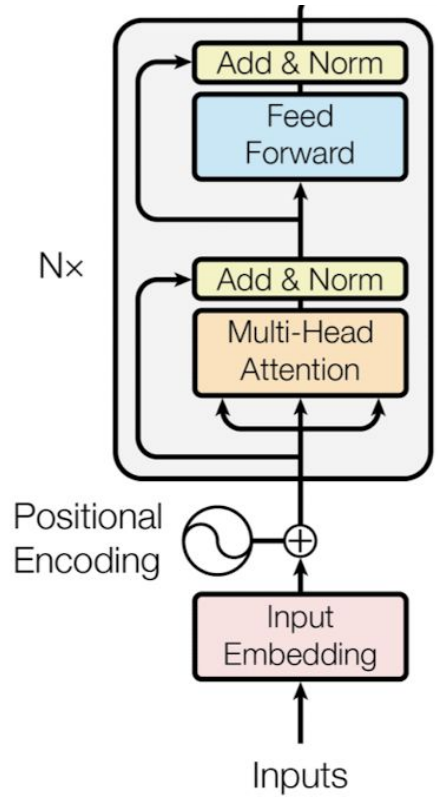 Add & Norm
Feed
Forward
N×
Add & Norm
Multi-Head
Attention
Positional
Encoding
Input
Embedding
Inputs